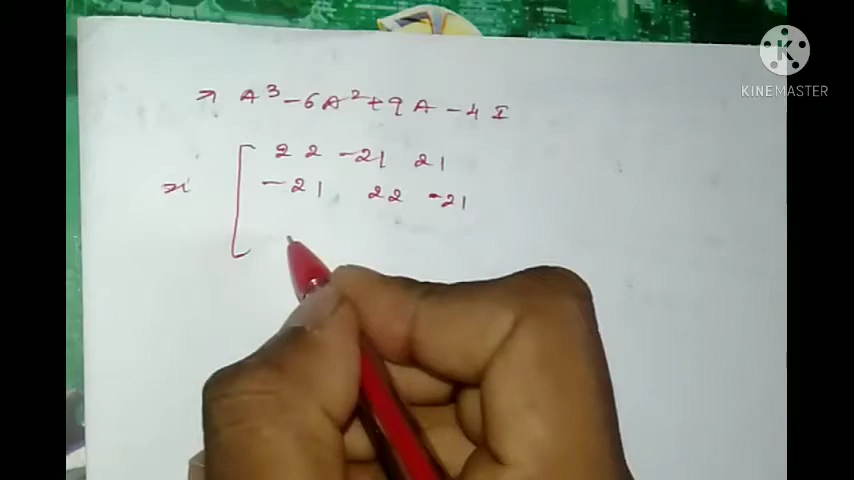 K
KINEMASTER
→ A³ - 6A² + 9A - 4I
⇒ [ 22 -21 21
-21 22 -21